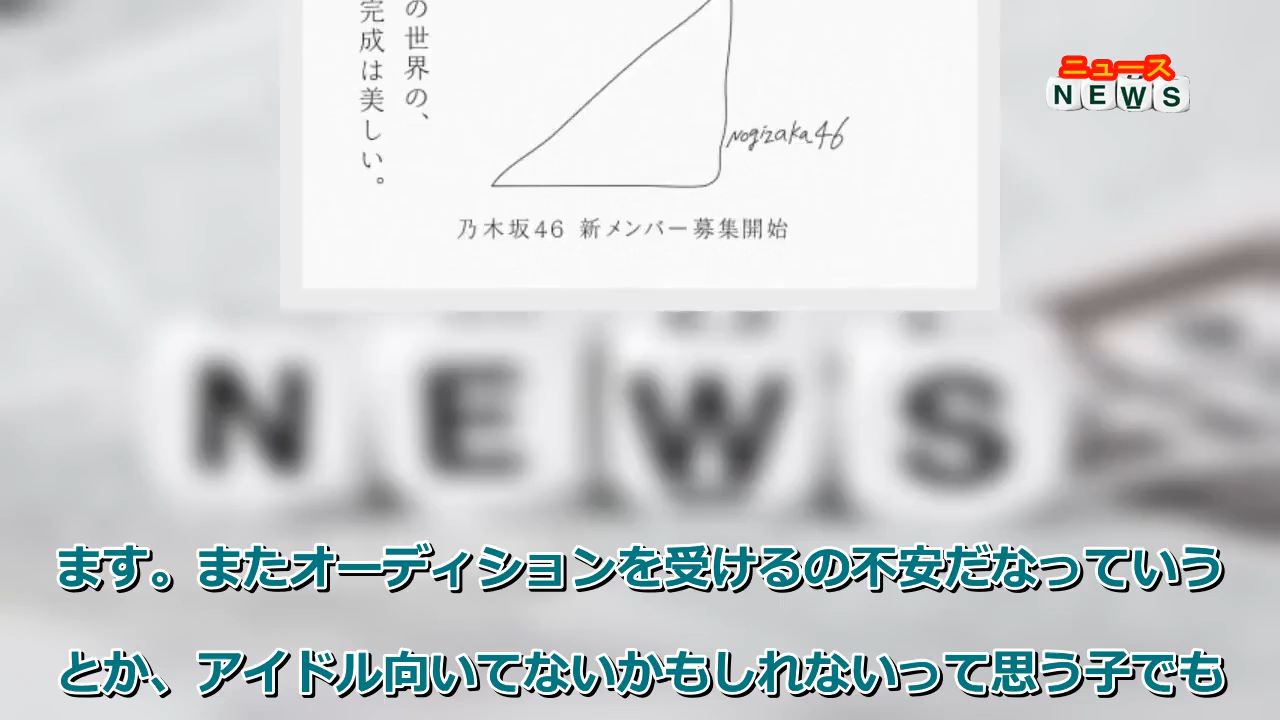 の世界の、
完成は美しい。
Nogizaka46
乃木坂46 新メンバー募集開始
ニュース
NEWS
NEWS
ます。またオーディションを受けるの不安だなっていう
とか、アイドル向いてないかもしれないって思う子でも